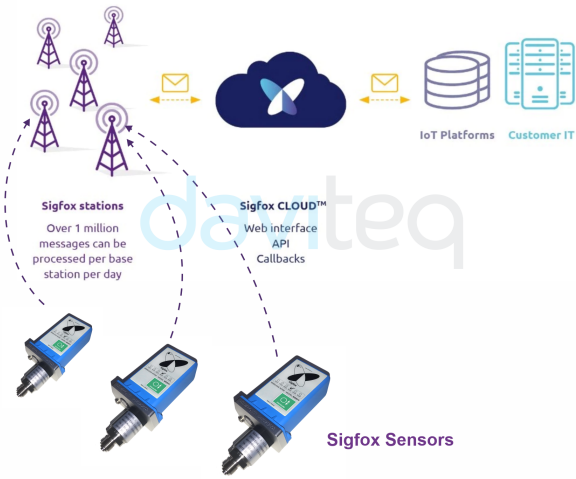 IoT Platforms
Customer IT
Sigfox stations
Over 1 million
messages can be
processed per base
station per day
Sigfox CLOUD™
Web interface
API
Callbacks
daviteq
Sigfox Sensors